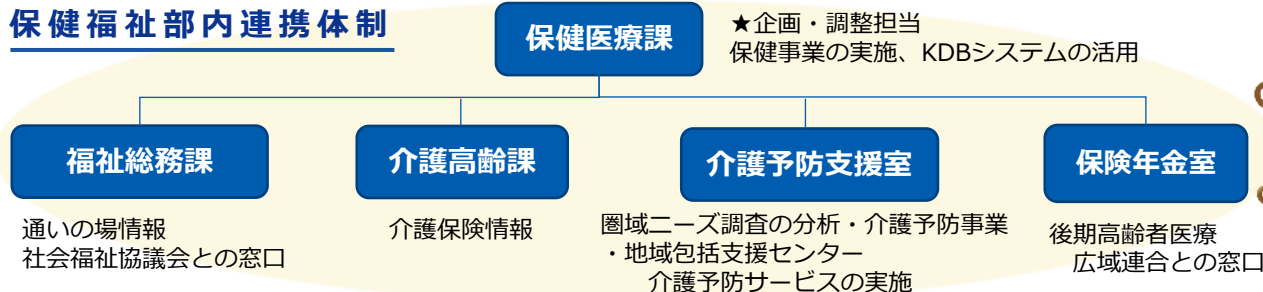 保健福祉部内連携体制
保健医療課
★企画・調整担当
保健事業の実施、KDBシステムの活用
福祉総務課
通いの場情報
社会福祉協議会との窓口
介護高齢課
介護保険情報
介護予防支援室
圏域ニーズ調査の分析・介護予防事業
・地域包括支援センター
介護予防サービスの実施
保険年金室
後期高齢者医療
広域連合との窓口